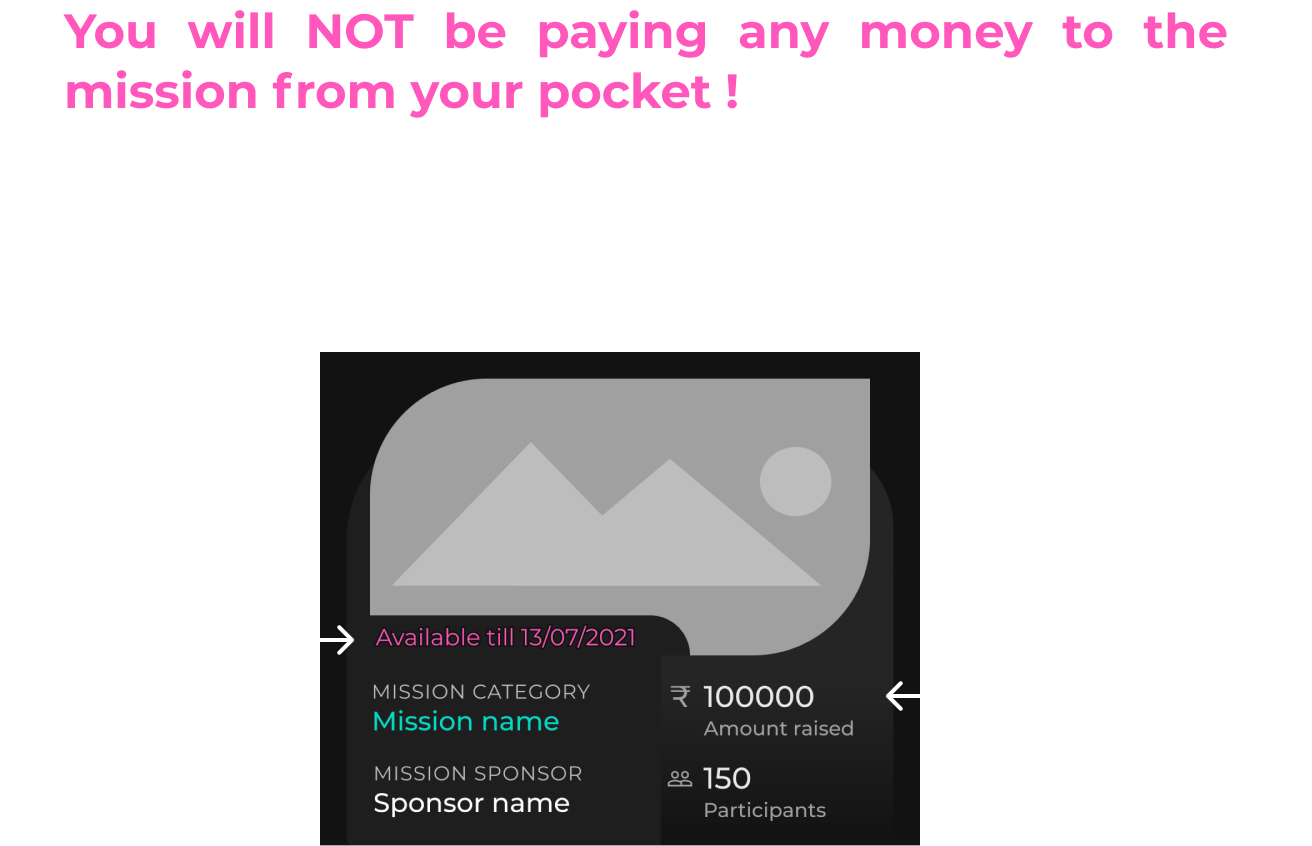 You will NOT be paying any money to the
mission from your pocket !
Available till 13/07/2021
MISSION CATEGORY
Mission name
MISSION SPONSOR
Sponsor name
₹ 100000
Amount raised
150
Participants